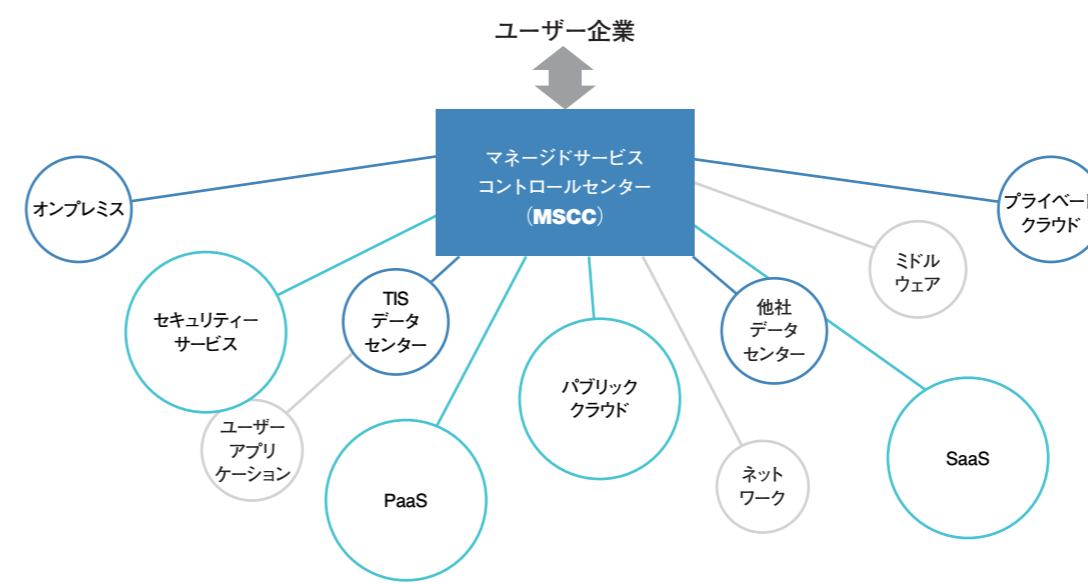 ユーザー企業
マネージドサービス
コントロールセンター
（MSCC）
オンプレミス
プライベート
クラウド
ミドル
ウェア
セキュリティー
サービス
TIS
データ
センター
他社
データ
センター
パブリック
クラウド
ユーザー
アプリ
ケーション
PaaS
ネット
ワーク
SaaS